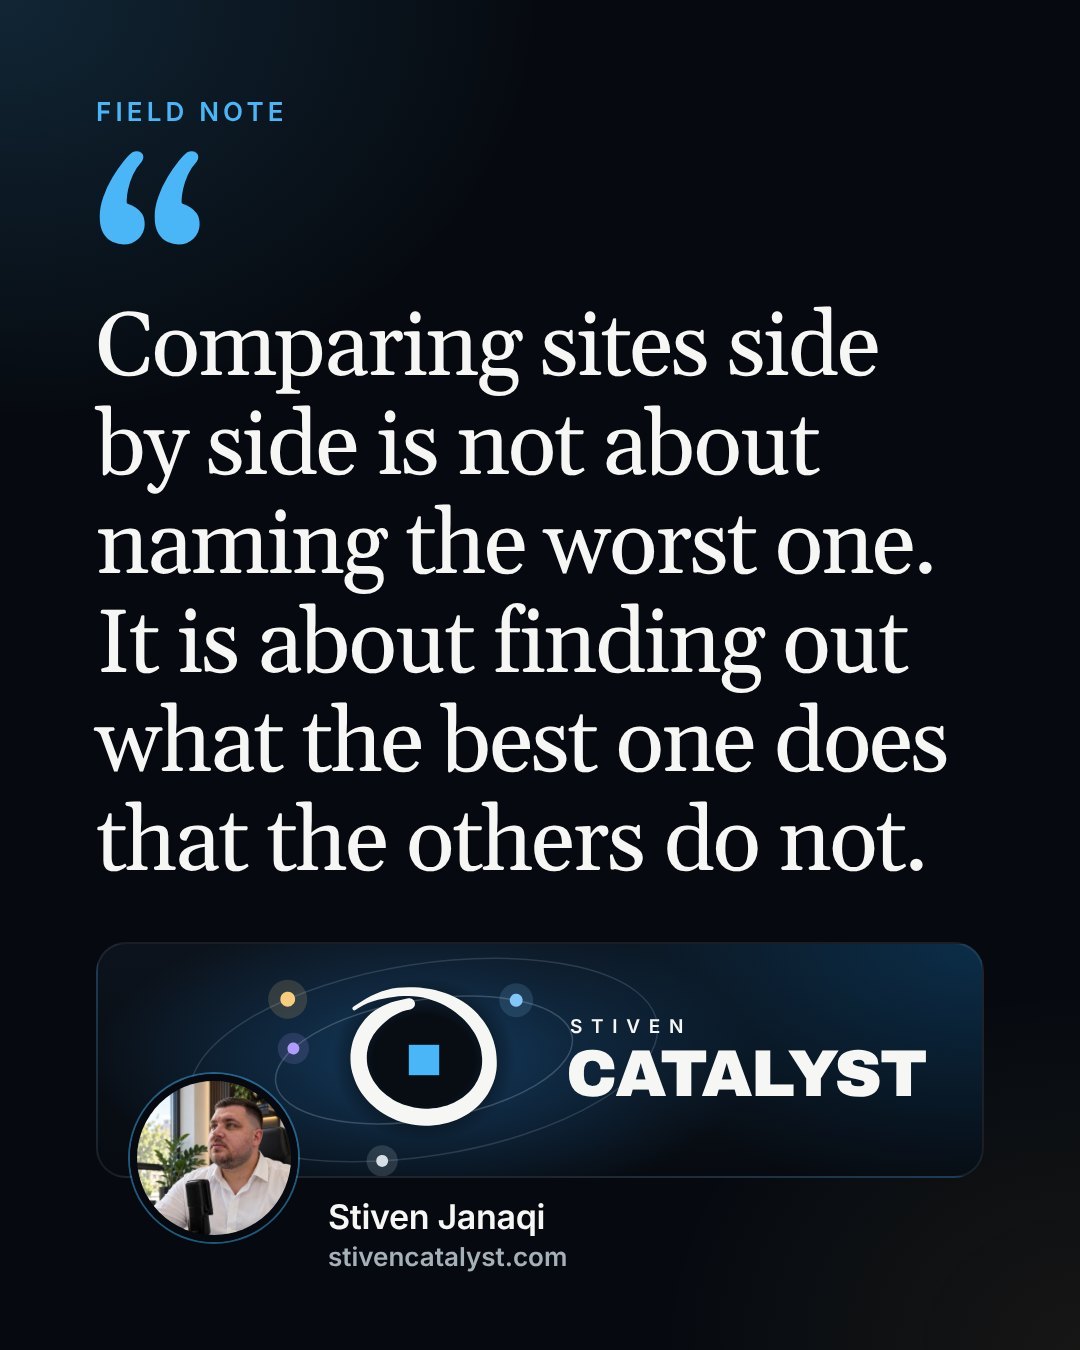 FIELD NOTE
“
Comparing sites side
by side is not about
naming the worst one.
It is about finding out
what the best one does
that the others do not.
STIVEN
CATALYST
Stiven Janaqi
stivencatalyst.com